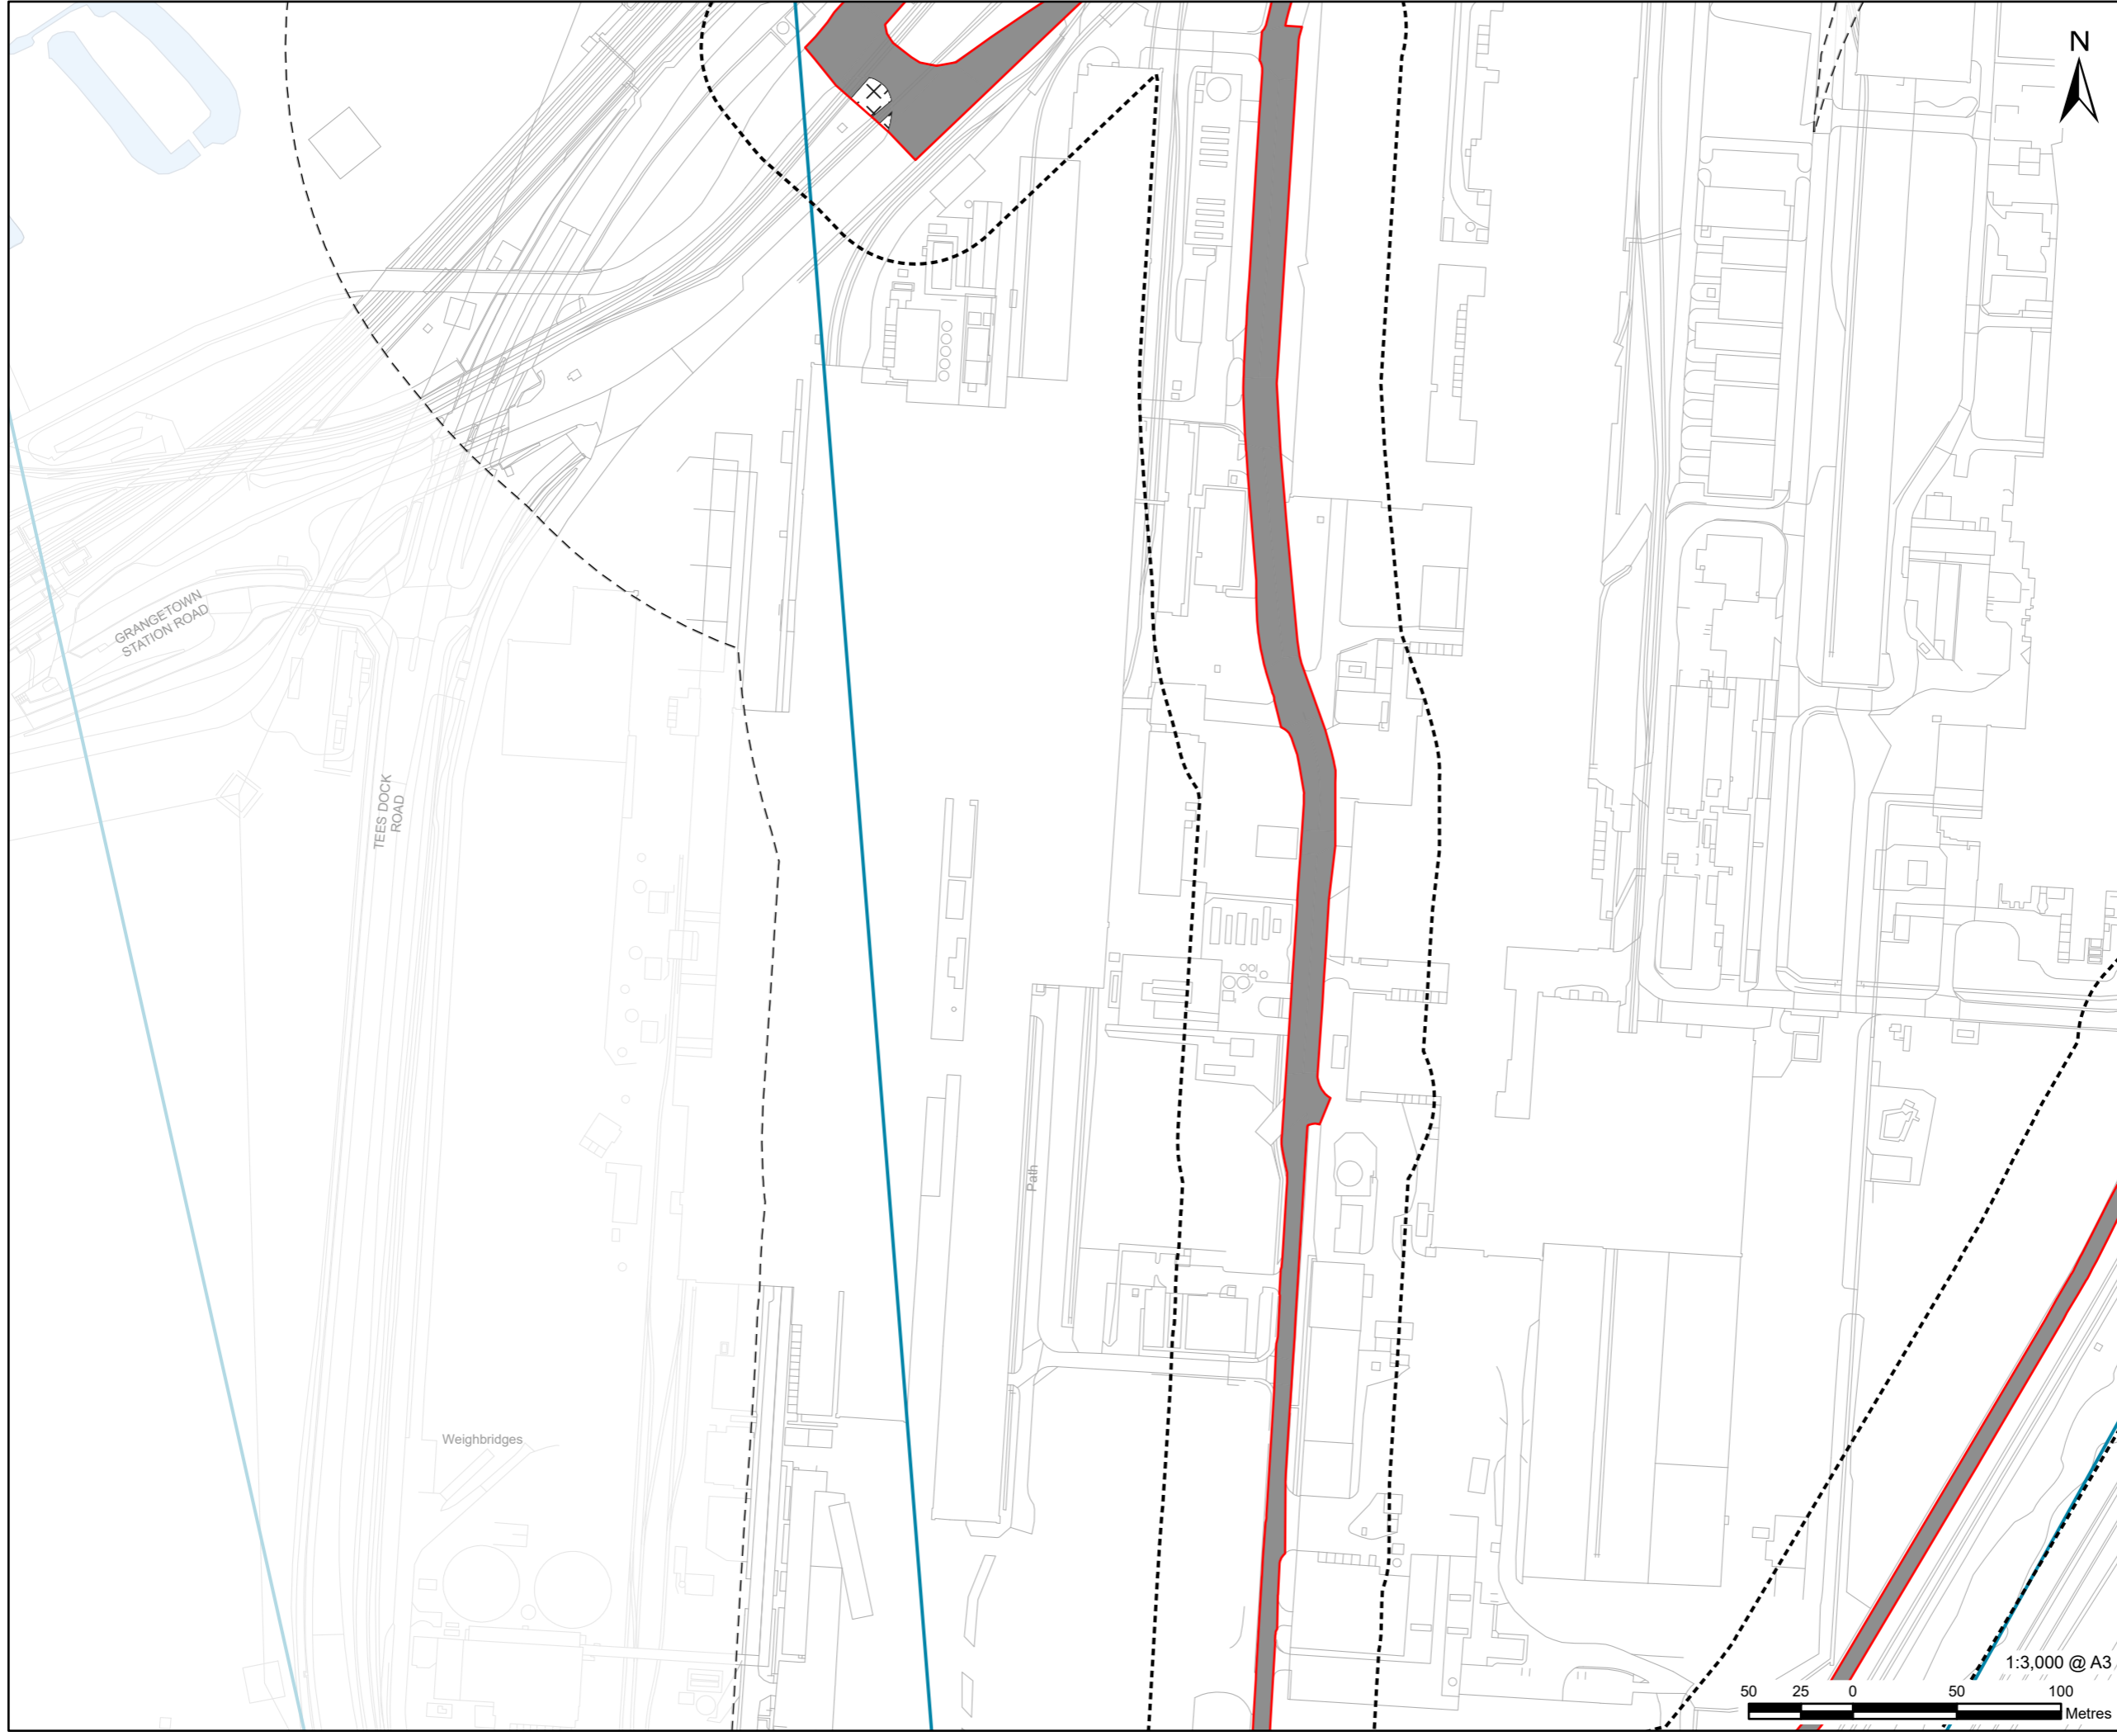 N
GRANGETOWN
STATION ROAD
TEES DOCK
ROAD
Path
Weighbridges
1:3,000 @ A3
50 25 0 50 100
Metres